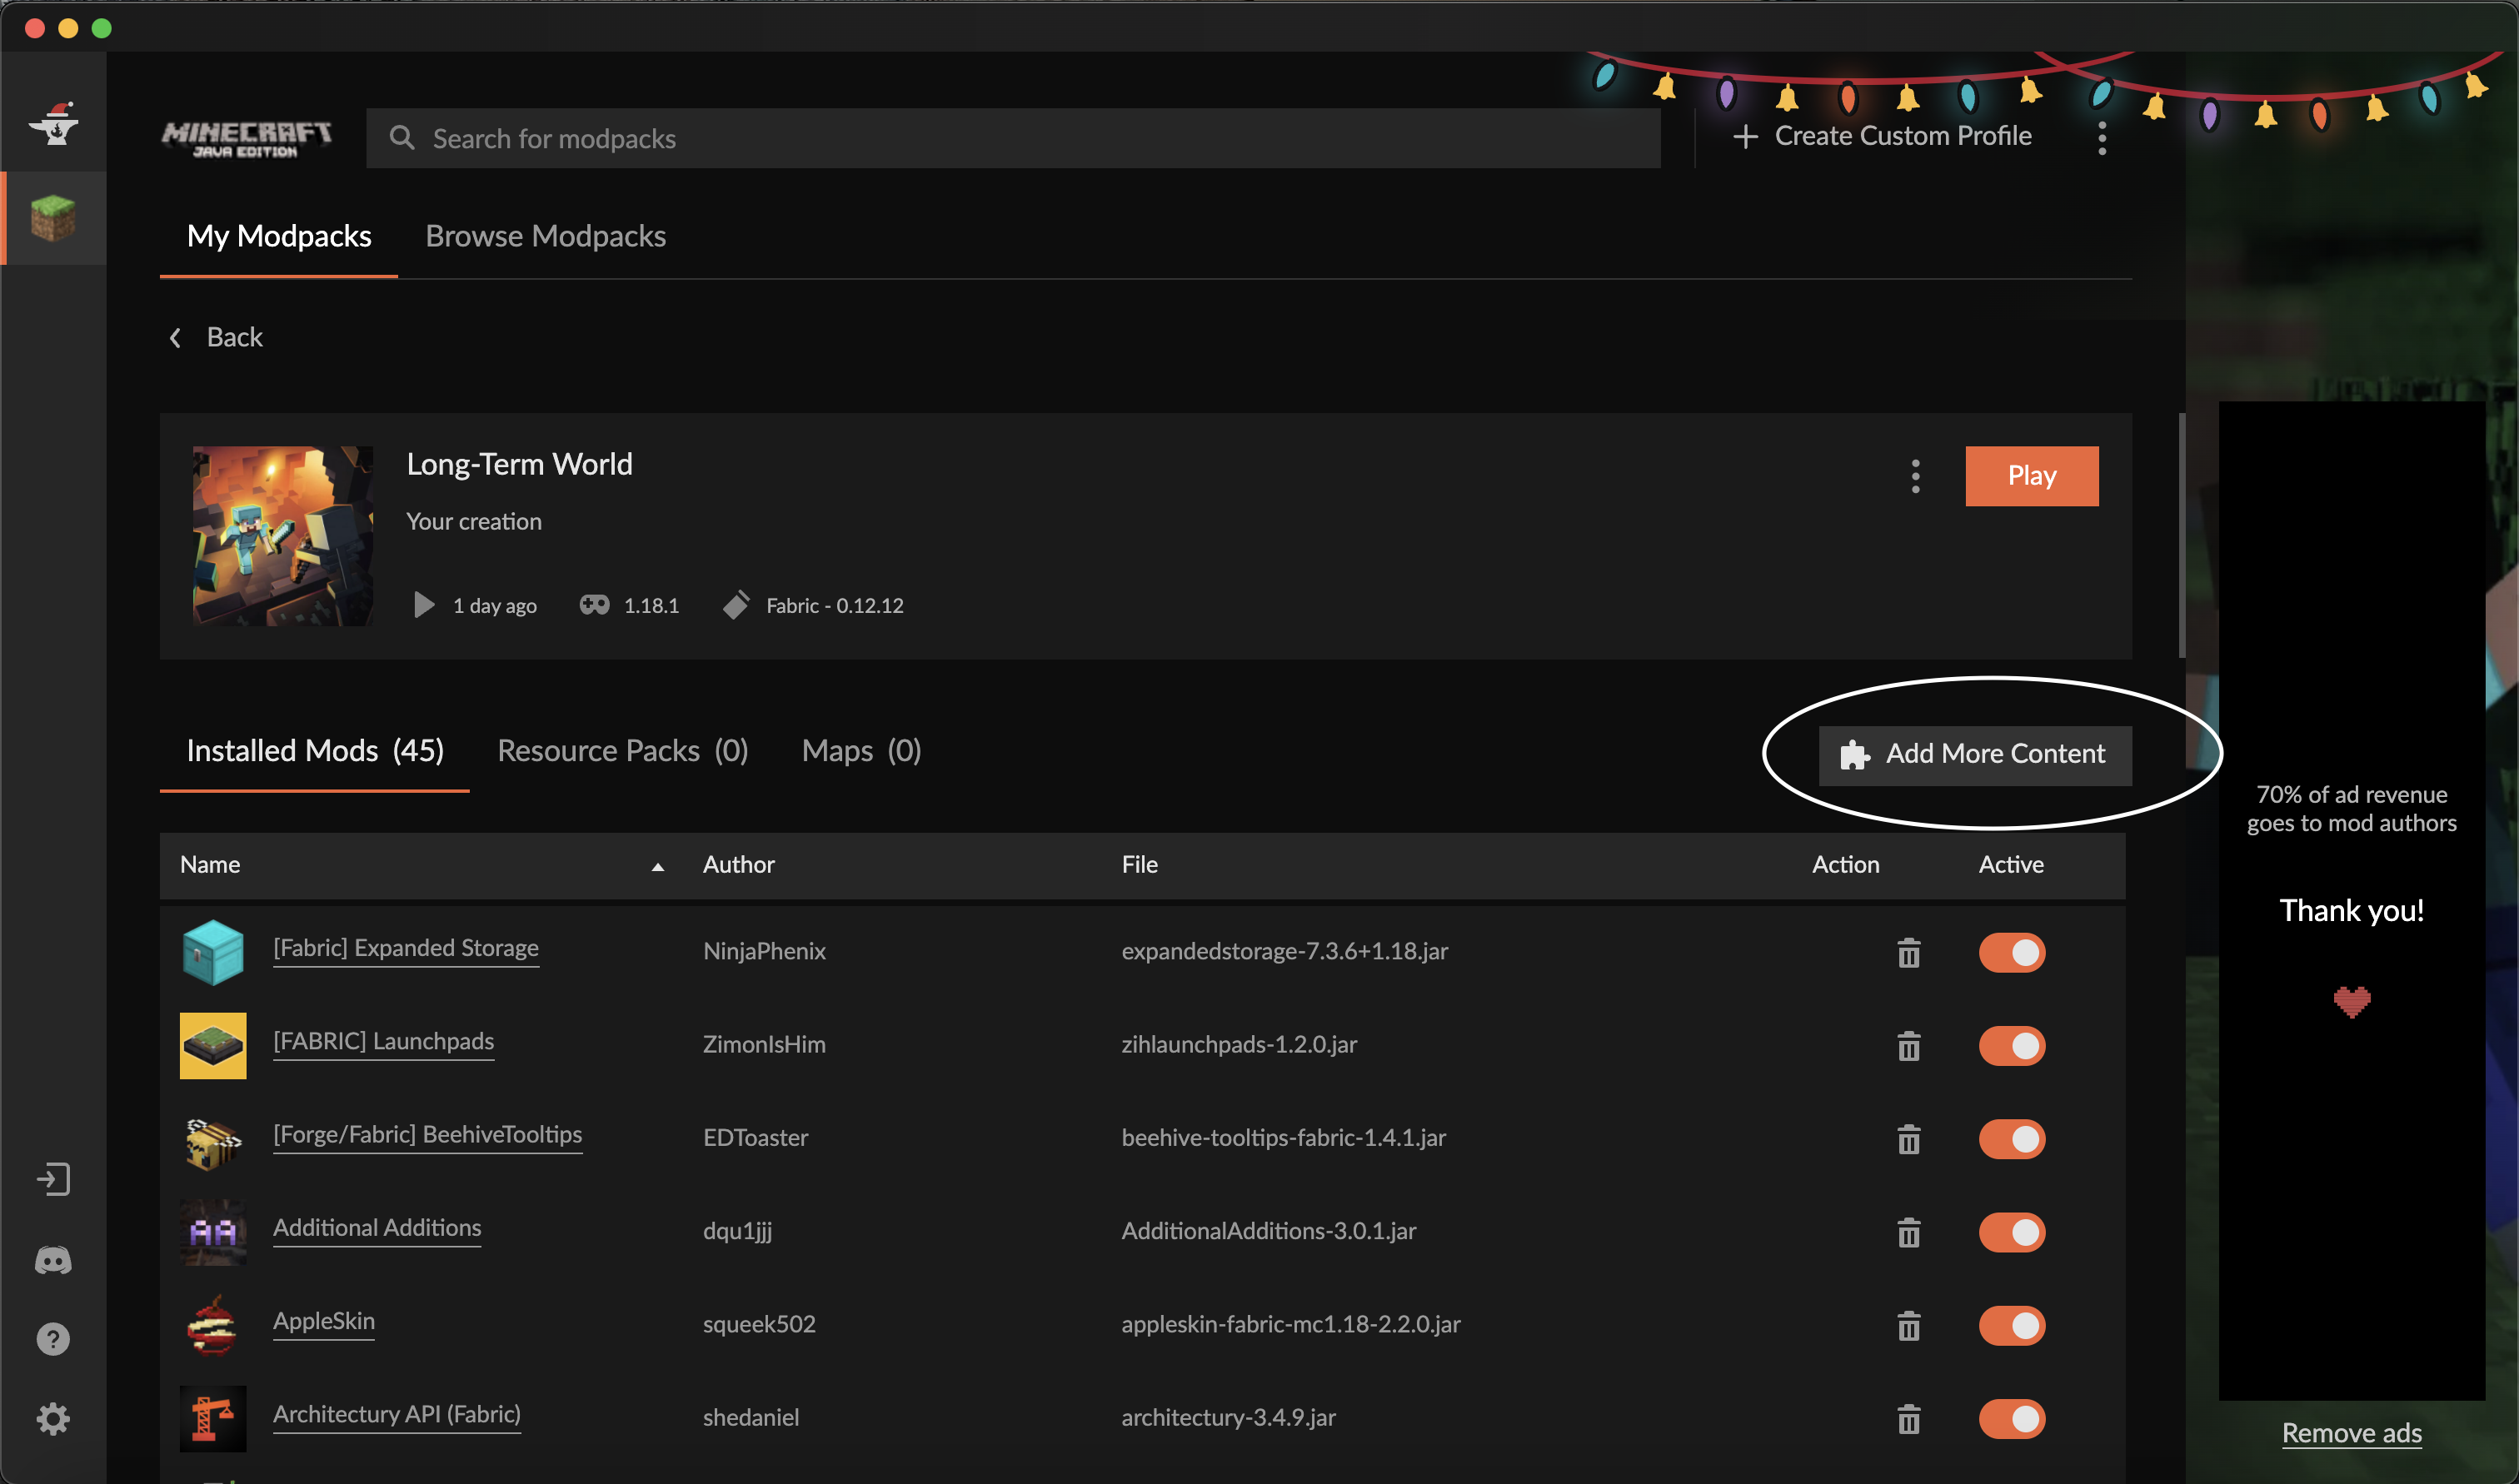 MINECRAFT
JAVA EDITION
Search for modpacks
Create Custom Profile
My Modpacks
Browse Modpacks
Back
Long-Term World
Your creation
1 day ago
1.18.1
Fabric - 0.12.12
Play
Installed Mods (45)
Resource Packs (0)
Maps (0)
Add More Content
Name
Author
File
Action
Active
[Fabric] Expanded Storage
NinjaPhenix
expandedstorage-7.3.6+1.18.jar
[FABRIC] Launchpads
ZimonIsHim
zihlaunchpads-1.2.0.jar
[Forge/Fabric] BeehiveTooltips
EDToaster
beehive-tooltips-fabric-1.4.1.jar
AA
Additional Additions
dqu1jjj
AdditionalAdditions-3.0.1.jar
AppleSkin
squeek502
appleskin-fabric-mc1.18-2.2.0.jar
Architectury API (Fabric)
shedaniel
architectury-3.4.9.jar
70% of ad revenue
goes to mod authors
Thank you!
Remove ads